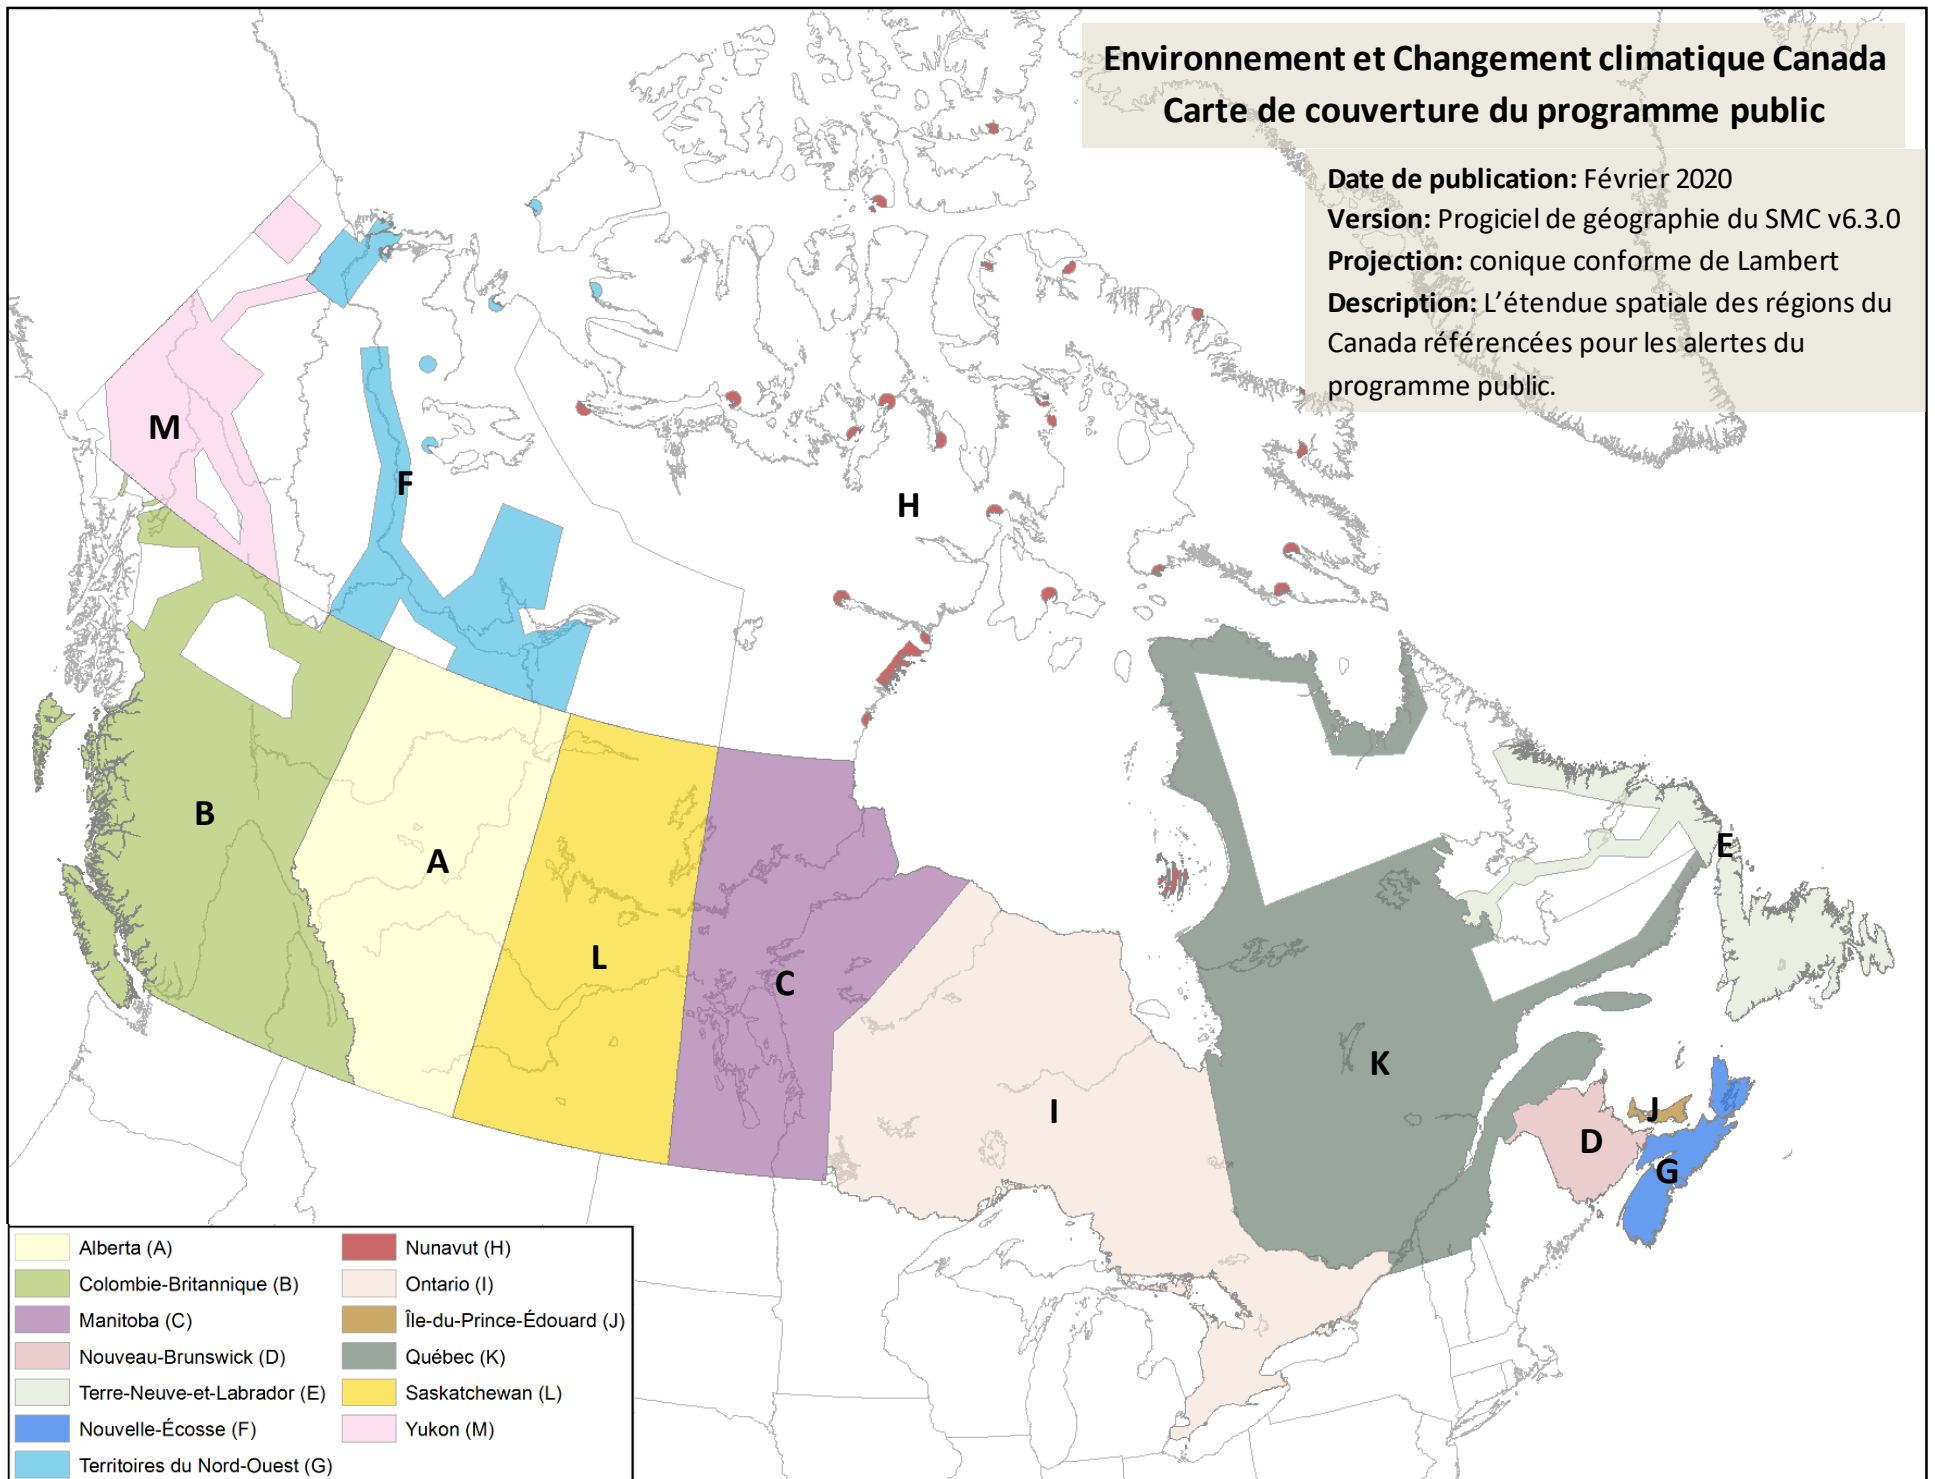 Environnement et Changement climatique Canada
Carte de couverture du programme public
Date de publication: Février 2020
Version: Progiciel de géographie du SMC v6.3.0
Projection: conique conforme de Lambert
Description: L’étendue spatiale des régions du
Canada référencées pour les alertes du
programme public.
M
F
H
B
A
E
L
C
K
I
J
D
G
Alberta (A)
Colombie-Britannique (B)
Manitoba (C)
Nouveau-Brunswick (D)
Terre-Neuve-et-Labrador (E)
Nouvelle-Écosse (F)
Territoires du Nord-Ouest (G)
Nunavut (H)
Ontario (I)
Île-du-Prince-Édouard (J)
Québec (K)
Saskatchewan (L)
Yukon (M)